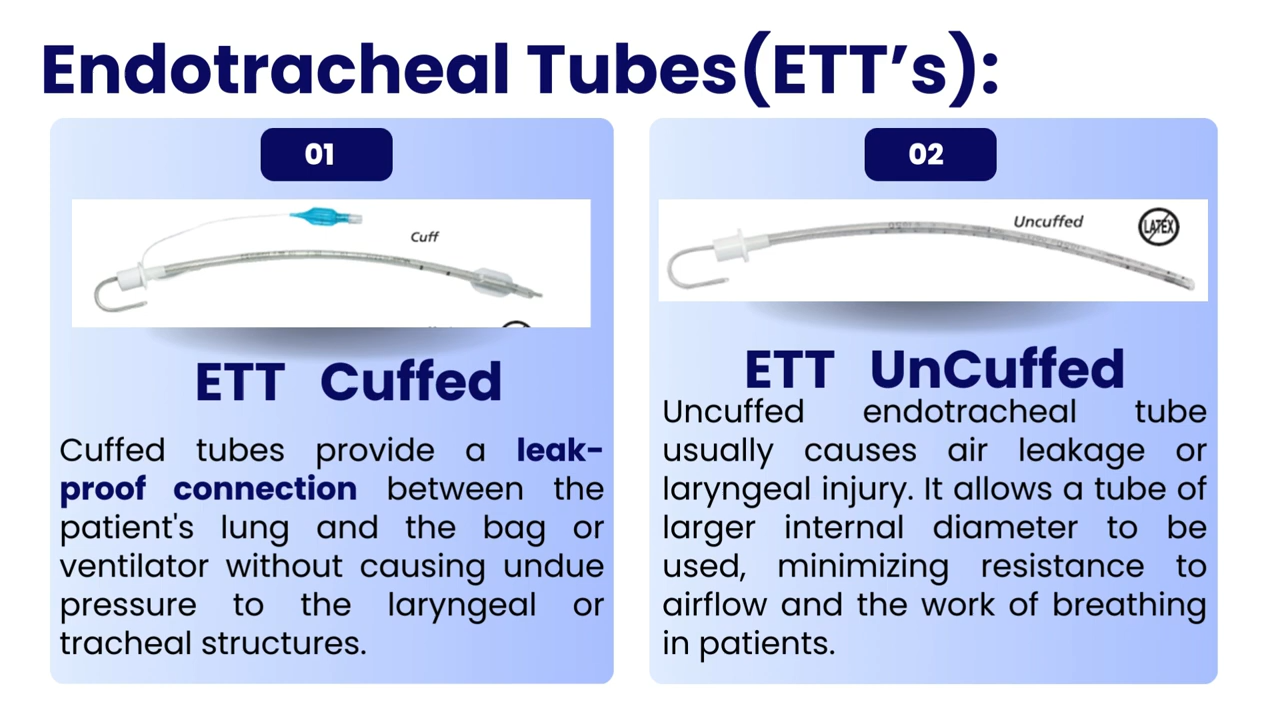 Endotracheal Tubes(ETT’s):
01
Cuff
ETT Cuffed
Cuffed tubes provide a leak-
proof connection between the
patient's lung and the bag or
ventilator without causing undue
pressure to the laryngeal or
tracheal structures.
02
Uncuffed
LATEX
ETT UnCuffed
Uncuffed endotracheal tube
usually causes air leakage or
laryngeal injury. It allows a tube of
larger internal diameter to be
used, minimizing resistance to
airflow and the work of breathing
in patients.